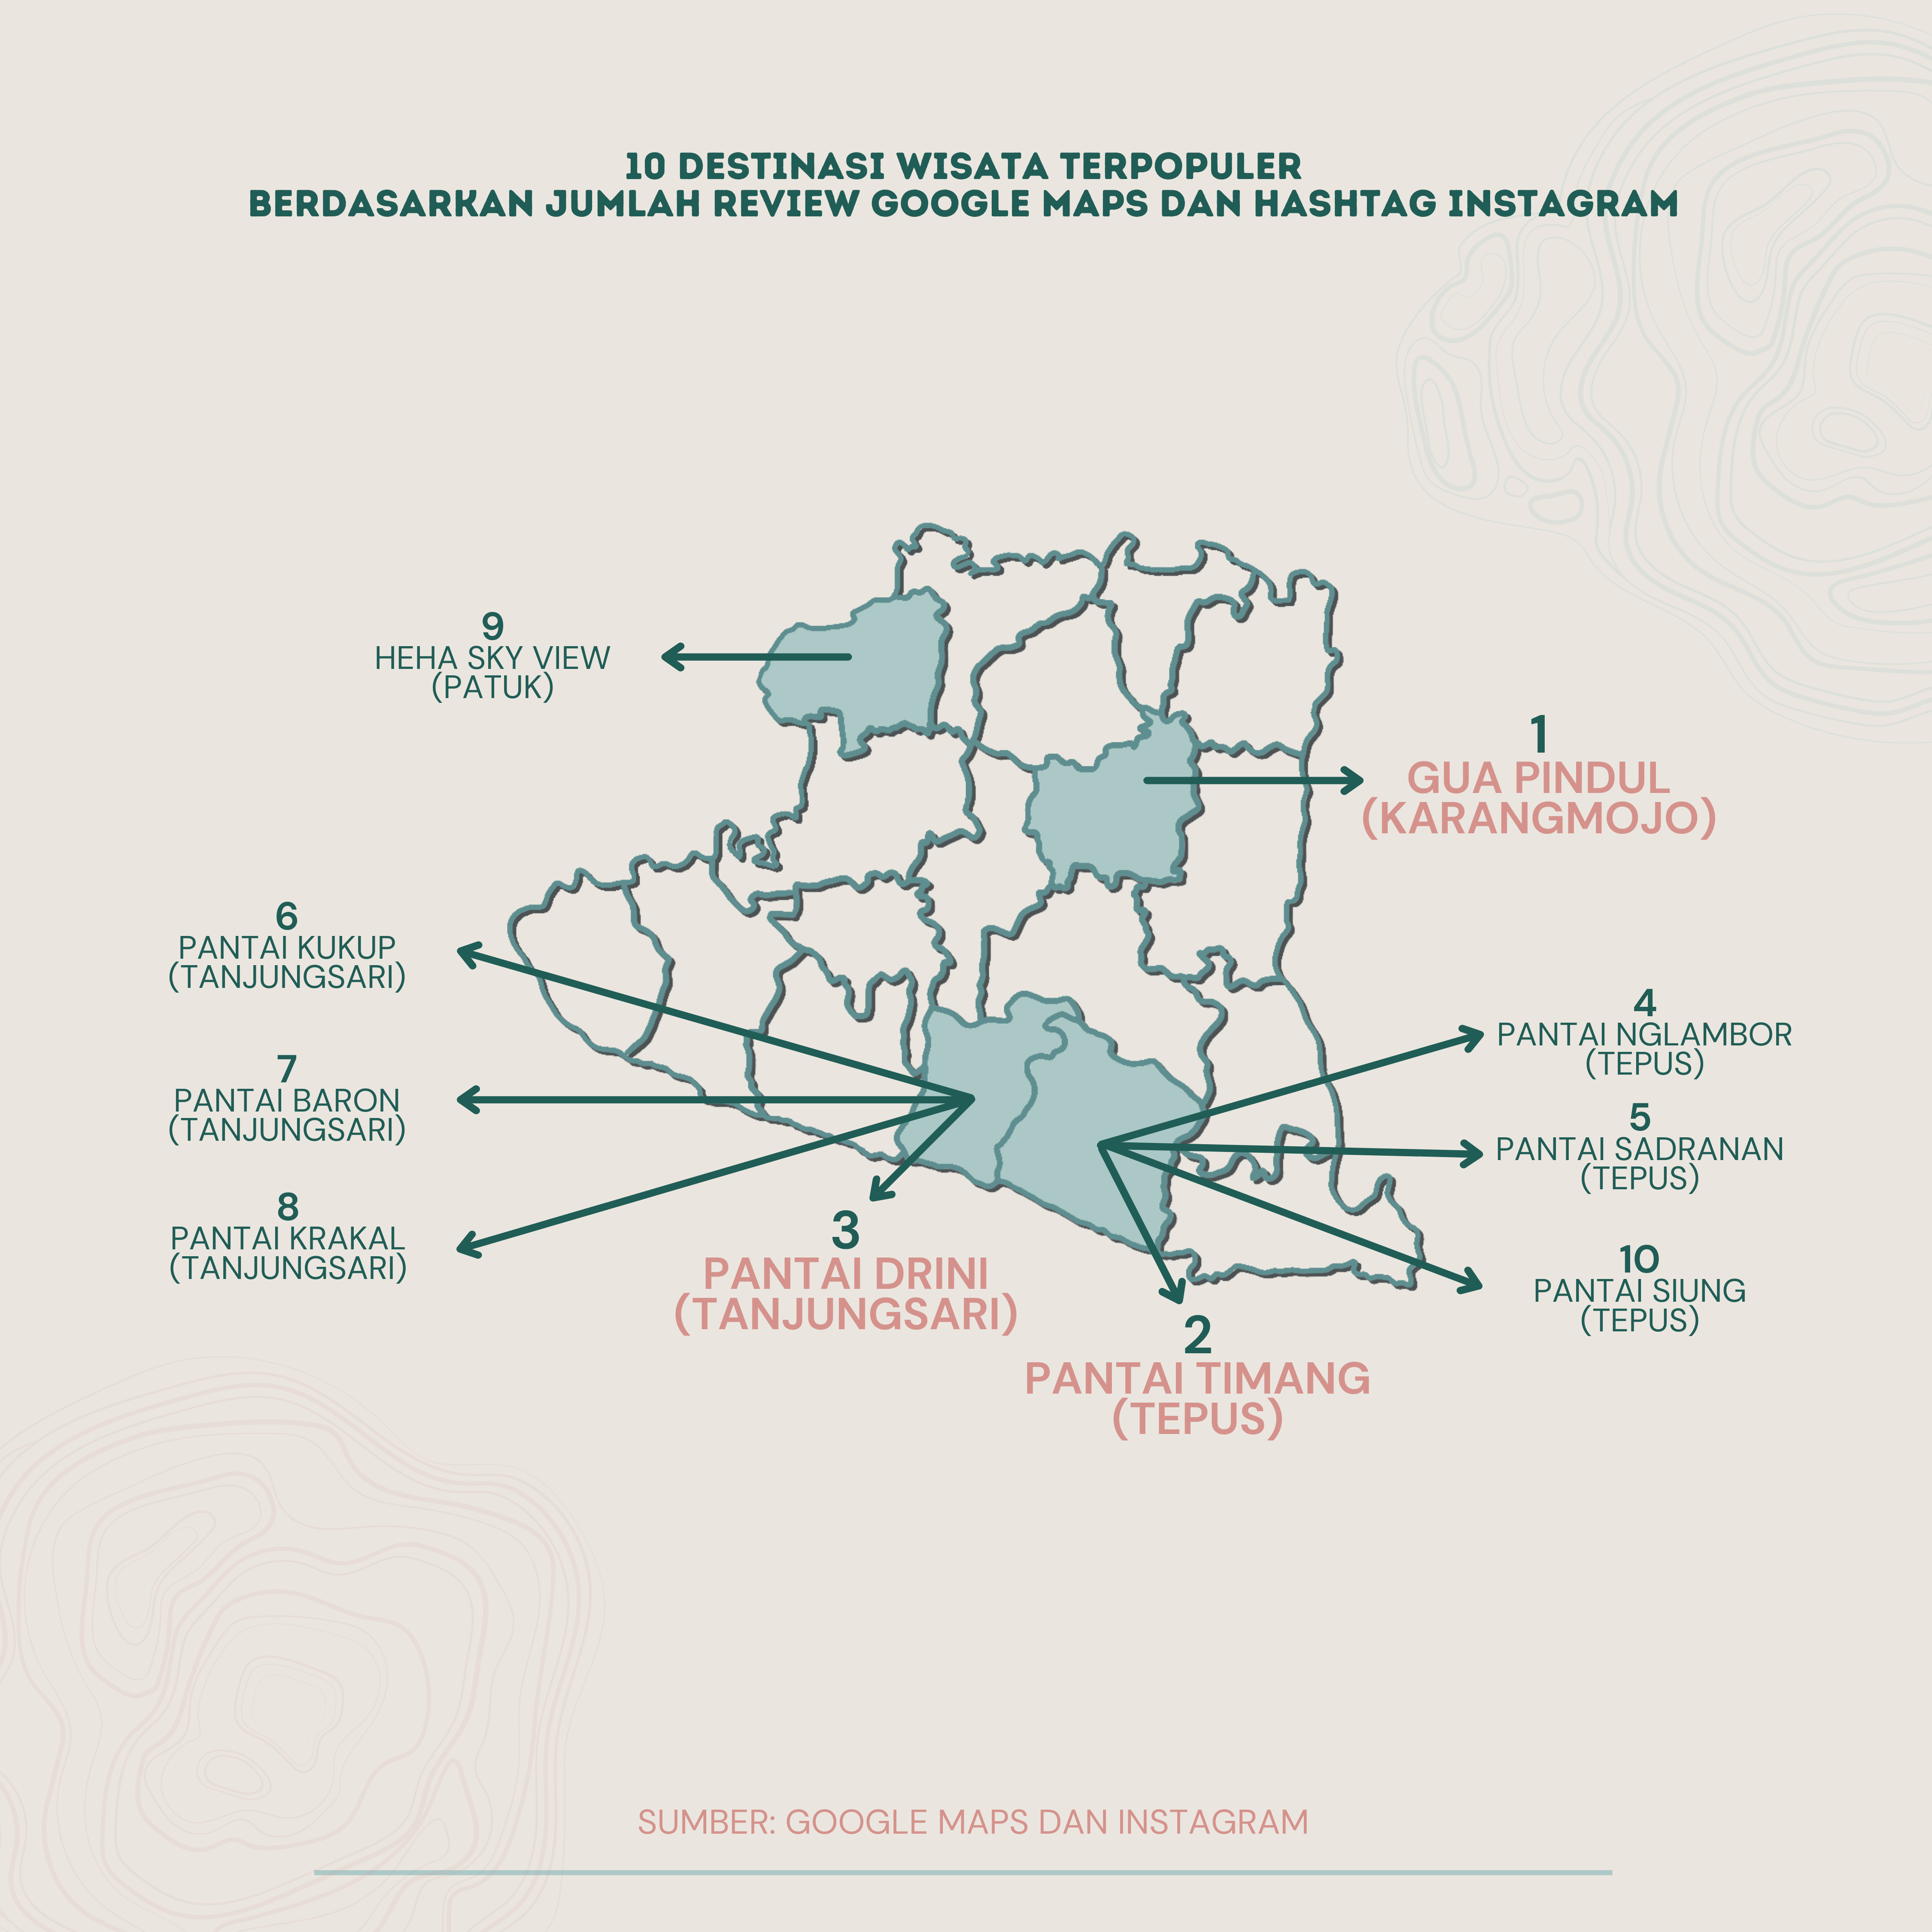 10 DESTINASI WISATA TERPOPULER
BERDASARKAN JUMLAH REVIEW GOOGLE MAPS DAN HASHTAG INSTAGRAM
9
HEHA SKY VIEW
(PATUK)
1
GUA PINDUL
(KARANGMOJO)
6
PANTAI KUKUP
(TANJUNGSARI)
7
PANTAI BARON
(TANJUNGSARI)
8
PANTAI KRAKAL
(TANJUNGSARI)
3
PANTAI DRINI
(TANJUNGSARI)
2
PANTAI TIMANG
(TEPUS)
4
PANTAI NGLAMBOR
(TEPUS)
5
PANTAI SADRANAN
(TEPUS)
10
PANTAI SIUNG
(TEPUS)
SUMBER: GOOGLE MAPS DAN INSTAGRAM